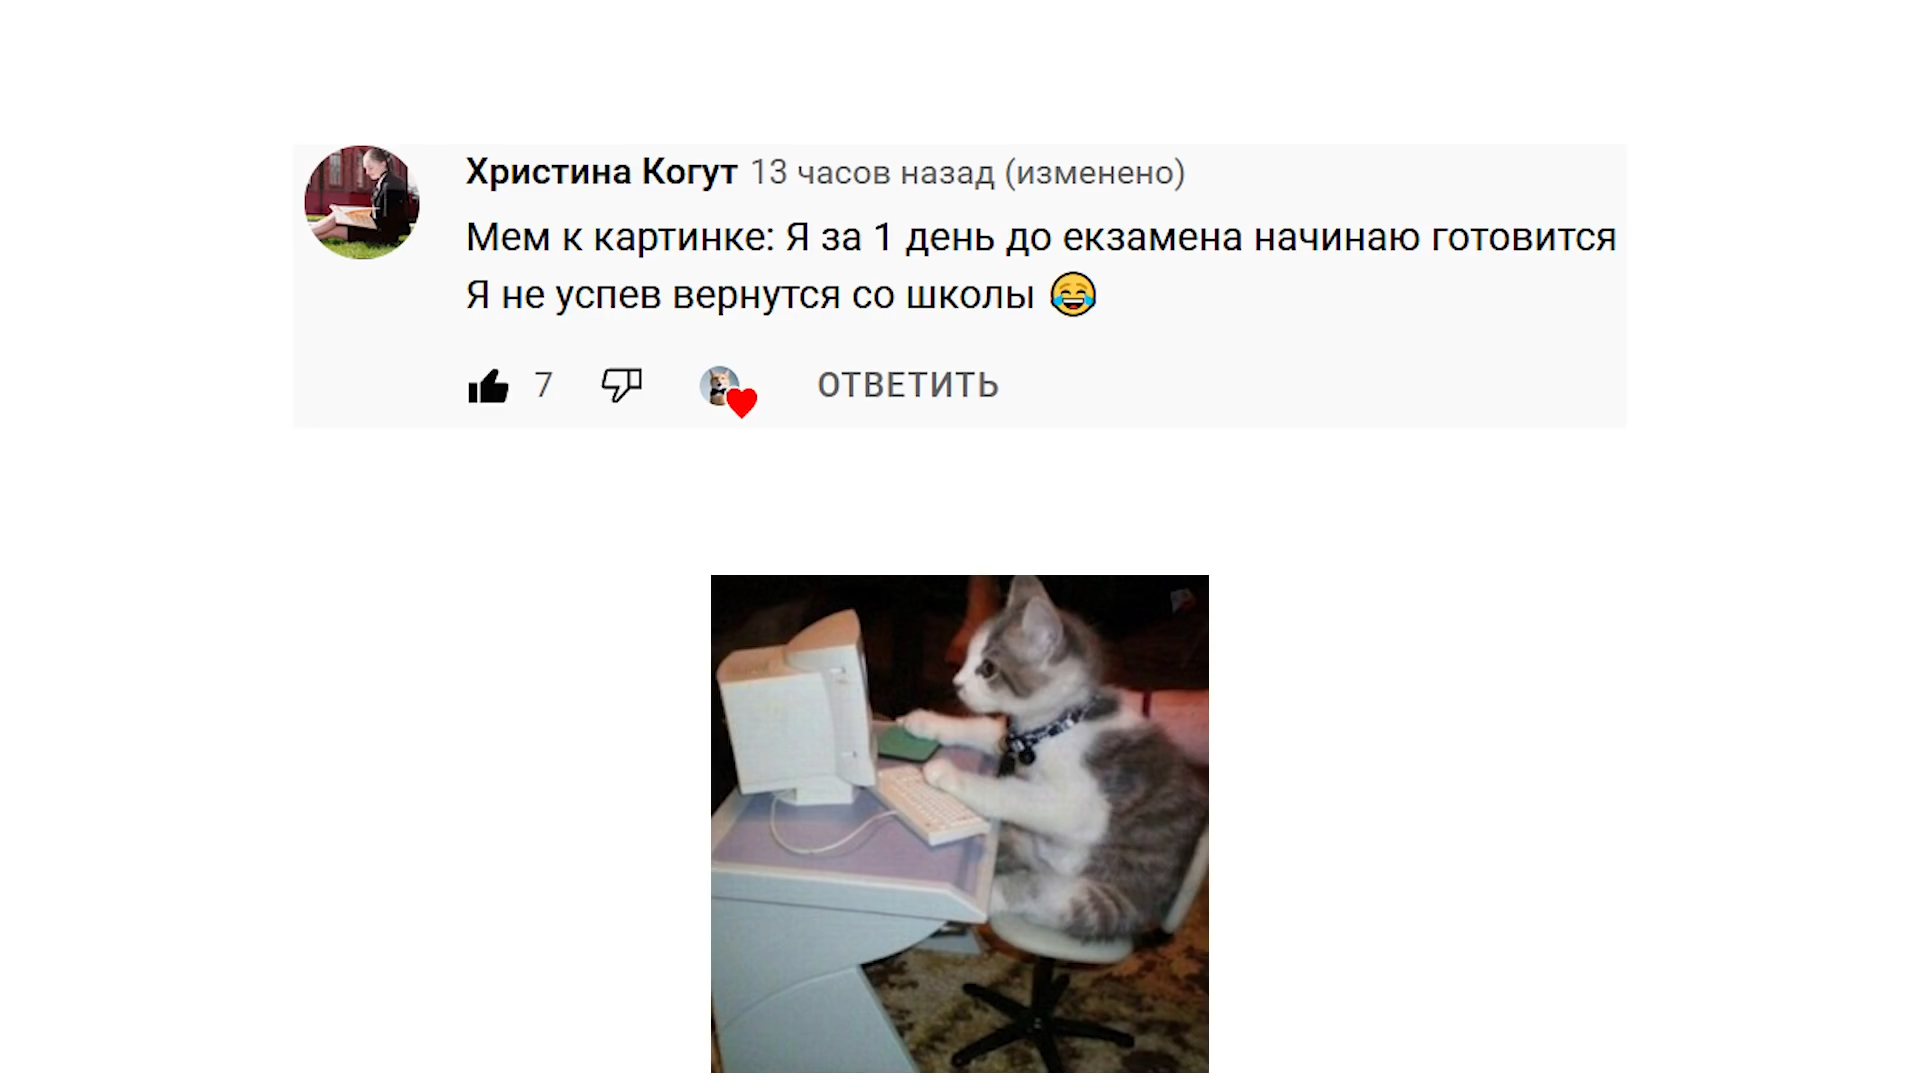 Христина Когут 13 часов назад (изменено)
Мем к картинке: Я за 1 день до екзамена начинаю готовится
Я не успев вернутся со школы 😂
7 ОТВЕТИТЬ